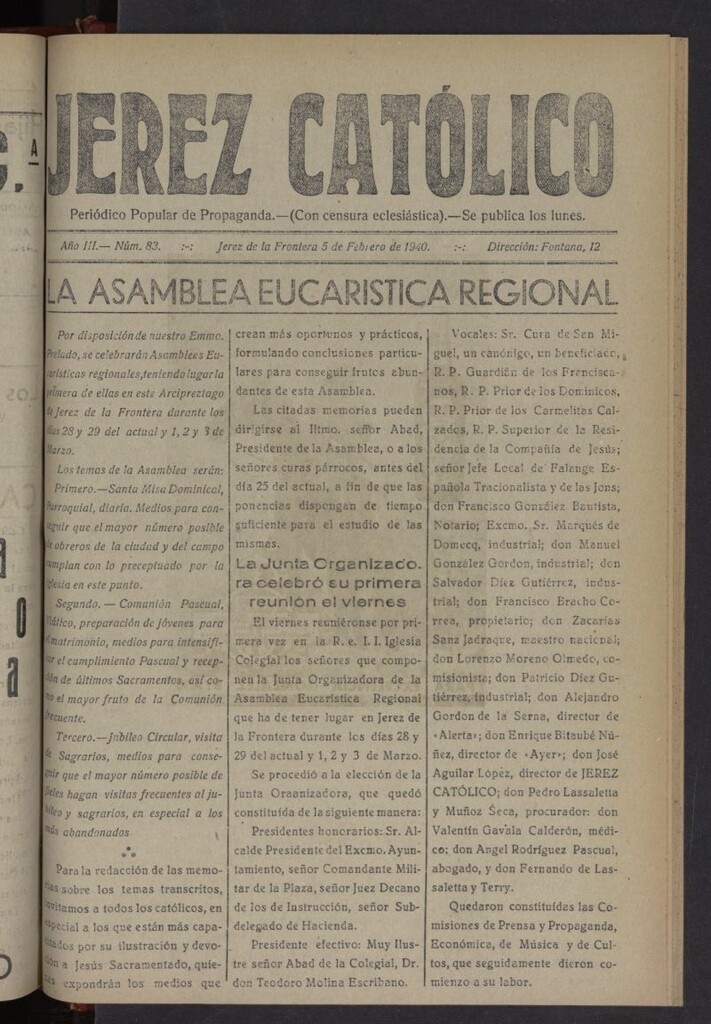 JEREZ CATÓLICO
Periódico Popular de Propaganda.—(Con censura eclesiástica).—Se publica los lunes.
Año III.— Núm. 83. :-: Jerez de la Frontera 5 de Febrero de 1940. :-: Dirección: Fontana, 12
LA ASAMBLEA EUCARISTICA REGIONAL
Por disposición de nuestro Emmo.
Prelado, se celebrarán Asambleas Eu-
carísticas regionales, teniendo lugar la
primera de ellas en este Arciprestago
de Jerez de la Frontera durante los
días 28 y 29 del actual y 1, 2 y 3 de
Marzo.
Los temas de la Asamblea serán:
Primero.—Santa Misa Dominical,
Parroquial, diaria. Medios para con-
seguir que el mayor número posible
de obreros de la ciudad y del campo
cumplan con lo preceptuado por la
Iglesia en este punto.
Segundo. — Comunión Pascual,
Viático, preparación de jóvenes para
matrimonio, medios para intensifi-
car el cumplimiento Pascual y recep-
ción de últimos Sacramentos, así co-
mo el mayor fruto de la Comunión
frecuente.
Tercero.—Jubileo Circular, visita
de Sagrarios, medios para conse-
guir que el mayor número posible de
fieles hagan visitas frecuentes al ju-
bileo y sagrarios, en especial a los
más abandonados
Para la redacción de las memo-
rias sobre los temas transcritos,
invitamos a todos los católicos, en
especial a los que están más capa-
citados por su ilustración y devo-
ción a Jesús Sacramentado, quie-
nes expondrán los medios que
crean más oportunos y prácticos,
formulando conclusiones particu-
lares para conseguir frutos abun-
dantes de esta Asamblea.
Las citadas memorias pueden
dirigirse al Iltmo. señor Abad,
Presidente de la Asamblea, o a los
señores curas párrocos, antes del
día 25 del actual, a fin de que las
ponencias dispongan de tiempo
suficiente para el estudio de las
mismas.
La Junta Organizado.
ra celebró su primera
reunión el viernes
El viernes reuniéronse por pri-
mera vez en la R. e. I. I. Iglesia
Colegial los señores que compo-
nen la Junta Organizadora de la
Asamblea Eucarística Regional
que ha de tener lugar en Jerez de
la Frontera durante los días 28 y
29 del actual y 1, 2 y 3 de Marzo.
Se procedió a la elección de la
Junta Oraanizadora, que quedó
constituída de la siguiente manera:
Presidentes honorarios: Sr. Al-
calde Presidente del Excmo. Ayun-
tamiento, señor Comandante Mili-
tar de la Plaza, señor Juez Decano
de los de Instrucción, señor Sub-
delegado de Hacienda.
Presidente efectivo: Muy Ilus-
tre señor Abad de la Colegial, Dr.
don Teodoro Molina Escribano.
Vocales: Sr. Cura de San Mi-
guel, un canónigo, un beneficiado,
R. P. Guardián de los Francisca-
nos, R. P. Prior de los Dominicos,
R. P. Prior de los Carmelitas Cal-
zados, R. P. Superior de la Resi-
dencia de la Compañía de Jesús;
señor Jefe Local de Falange Es-
pañola Tracionalista y de las Jons;
don Francisco González Bautista,
Notario; Excmo. Sr. Marqués de
Domecq, industrial; don Manuel
González Gordon, industrial; don
Salvador Díez Gutiérrez, indus-
trial; don Francisco Bracho Co-
rrea, propietario; don Zacarías
Sanz Jadraque, maestro nacional;
don Lorenzo Moreno Olmedo, co-
misionista; don Patricio Díez Gu-
tiérrez, industrial; don Alejandro
Gordon de la Serna, director de
«Alerta»; don Enrique Bitaubé Nú-
ñez, director de «Ayer»; don José
Aguilar López, director de JEREZ
CATÓLICO; don Pedro Lassaletta
y Muñoz Seca, procurador: don
Valentín Gavala Calderón, médi-
co; don Angel Rodríguez Pascual,
abogado, y don Fernando de Las-
saletta y Terry.
Quedaron constituídas las Co-
misiones de Prensa y Propaganda,
Económica, de Música y de Cul-
tos, que seguidamente dieron co-
mienzo a su labor.